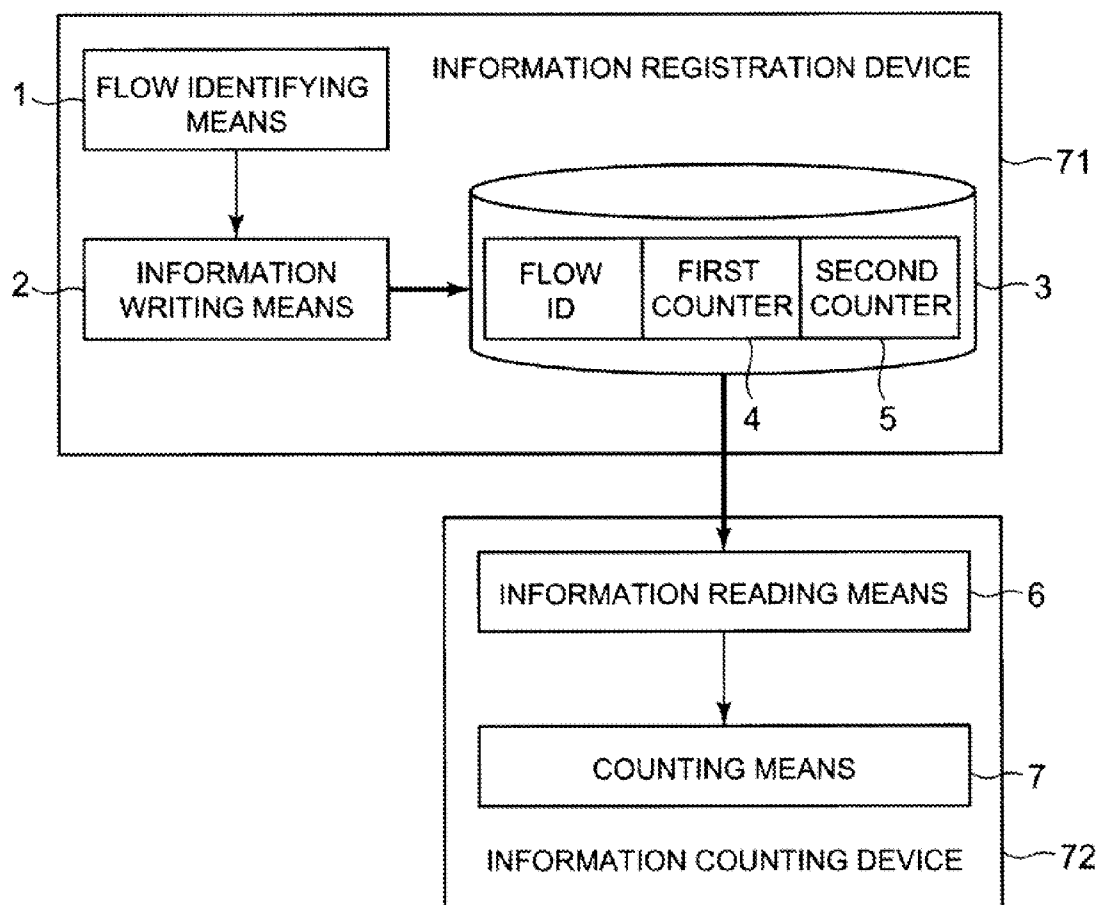 INFORMATION REGISTRATION DEVICE
1
FLOW IDENTIFYING
MEANS
71
2
INFORMATION
WRITING MEANS
FLOW
ID
FIRST
COUNTER
SECOND
COUNTER
3
4
5
INFORMATION READING MEANS
6
COUNTING MEANS
7
INFORMATION COUNTING DEVICE
72